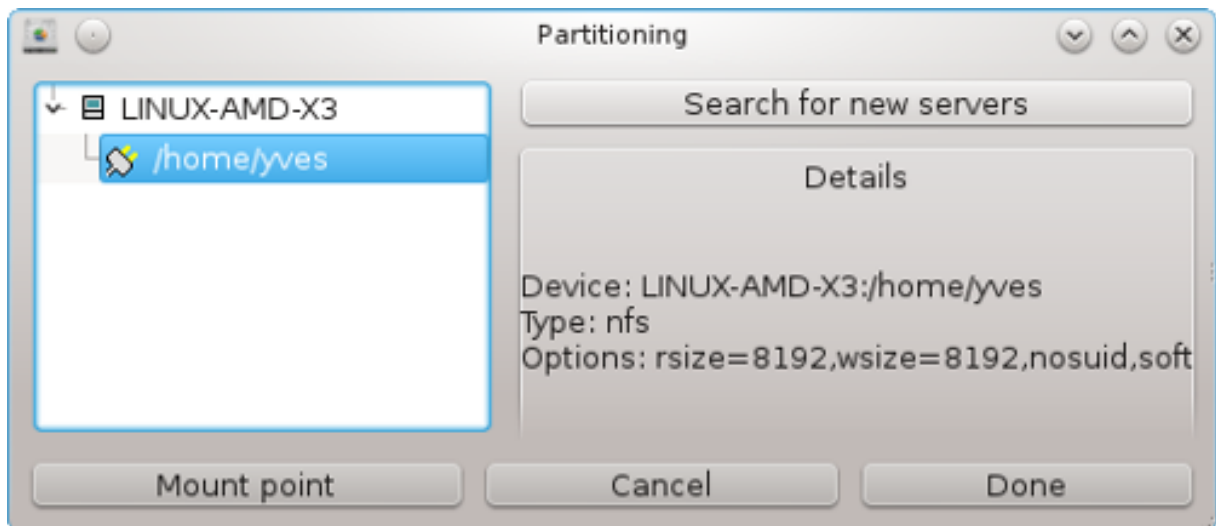 Partitioning
LINUX-AMD-X3
/home/yves
Search for new servers
Details
Device: LINUX-AMD-X3:/home/yves
Type: nfs
Options: rsize=8192,wsize=8192,nosuid,soft
Mount point
Cancel
Done